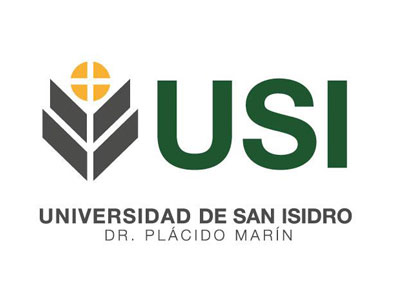 USI
UNIVERSIDAD DE SAN ISIDRO
DR. PLÁCIDO MARÍN